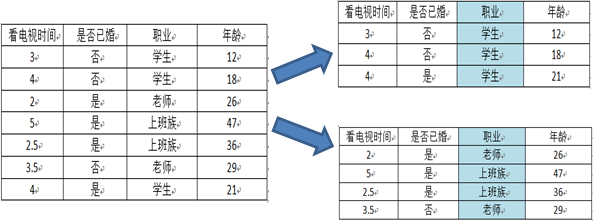 看电视时间 是否已婚 职业 年龄
3 否 学生 12
4 否 学生 18
2 是 老师 26
5 是 上班族 47
2.5 是 上班族 36
3.5 否 老师 29
4 是 学生 21
看电视时间 是否已婚 职业 年龄
3 否 学生 12
4 否 学生 18
4 是 学生 21
看电视时间 是否已婚 职业 年龄
2 是 老师 26
5 是 上班族 47
2.5 是 上班族 36
3.5 否 老师 29